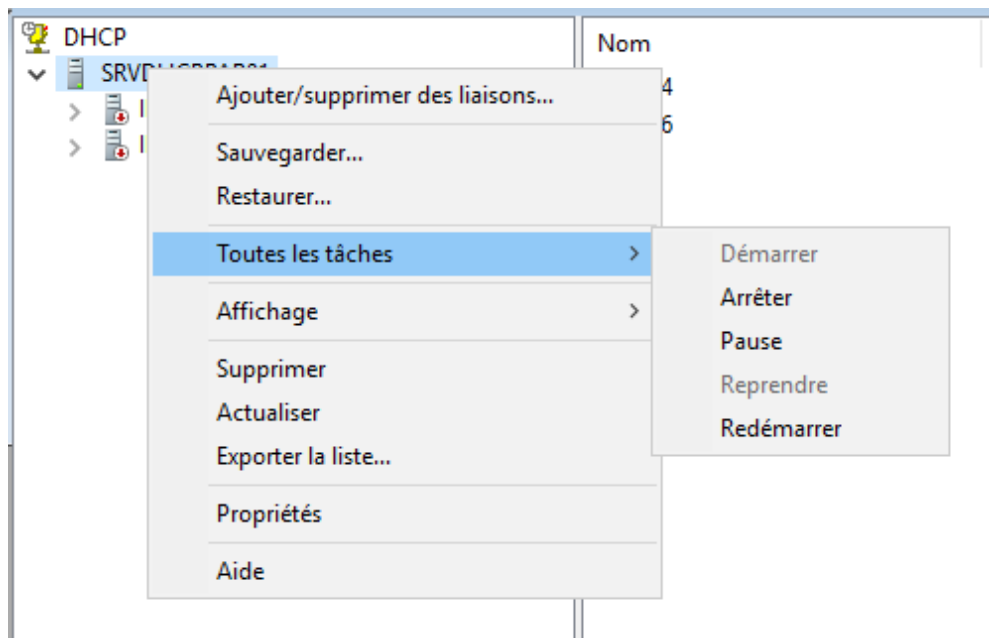 DHCP
Nom
Ajouter/supprimer des liaisons...
4
6
Sauvegarder...
Restaurer...
Toutes les tâches
Démarrer
Arrêter
Affichage
Pause
Supprimer
Reprendre
Actualiser
Redémarrer
Exporter la liste...
Propriétés
Aide